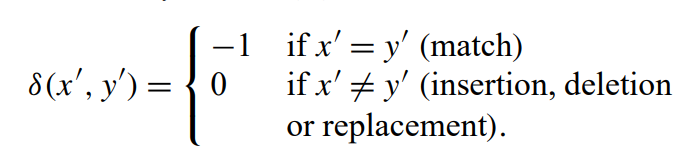 −1 if x′ = y′ (match)
δ(x′, y′) = { 0 if x′ ≠ y′ (insertion, deletion
or replacement).